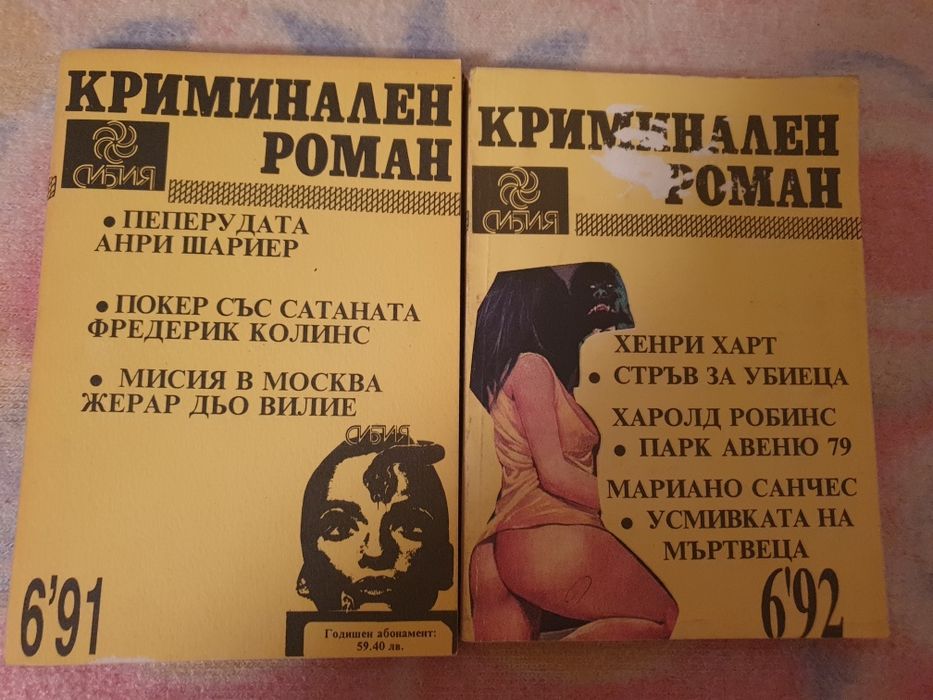 КРИМИНАЛЕН
РОМАН
СИБИЯ
• ПЕПЕРУДАТА
АНРИ ШАРИЕР
• ПОКЕР СЪС САТАНАТА
ФРЕДЕРИК КОЛИНС
• МИСИЯ В МОСКВА
ЖЕРАР ДЬО ВИЛИЕ
СИБИЯ
6'91
Годишен абонамент:
59.40 лв.
КРИМИНАЛЕН
РОМАН
СИБИЯ
ХЕНРИ ХАРТ
• СТРЪВ ЗА УБИЕЦА
ХАРОЛД РОБИНС
• ПАРК АВЕНЮ 79
МАРИАНО САНЧЕС
• УСМИВКАТА НА
МЪРТВЕЦА
6'92